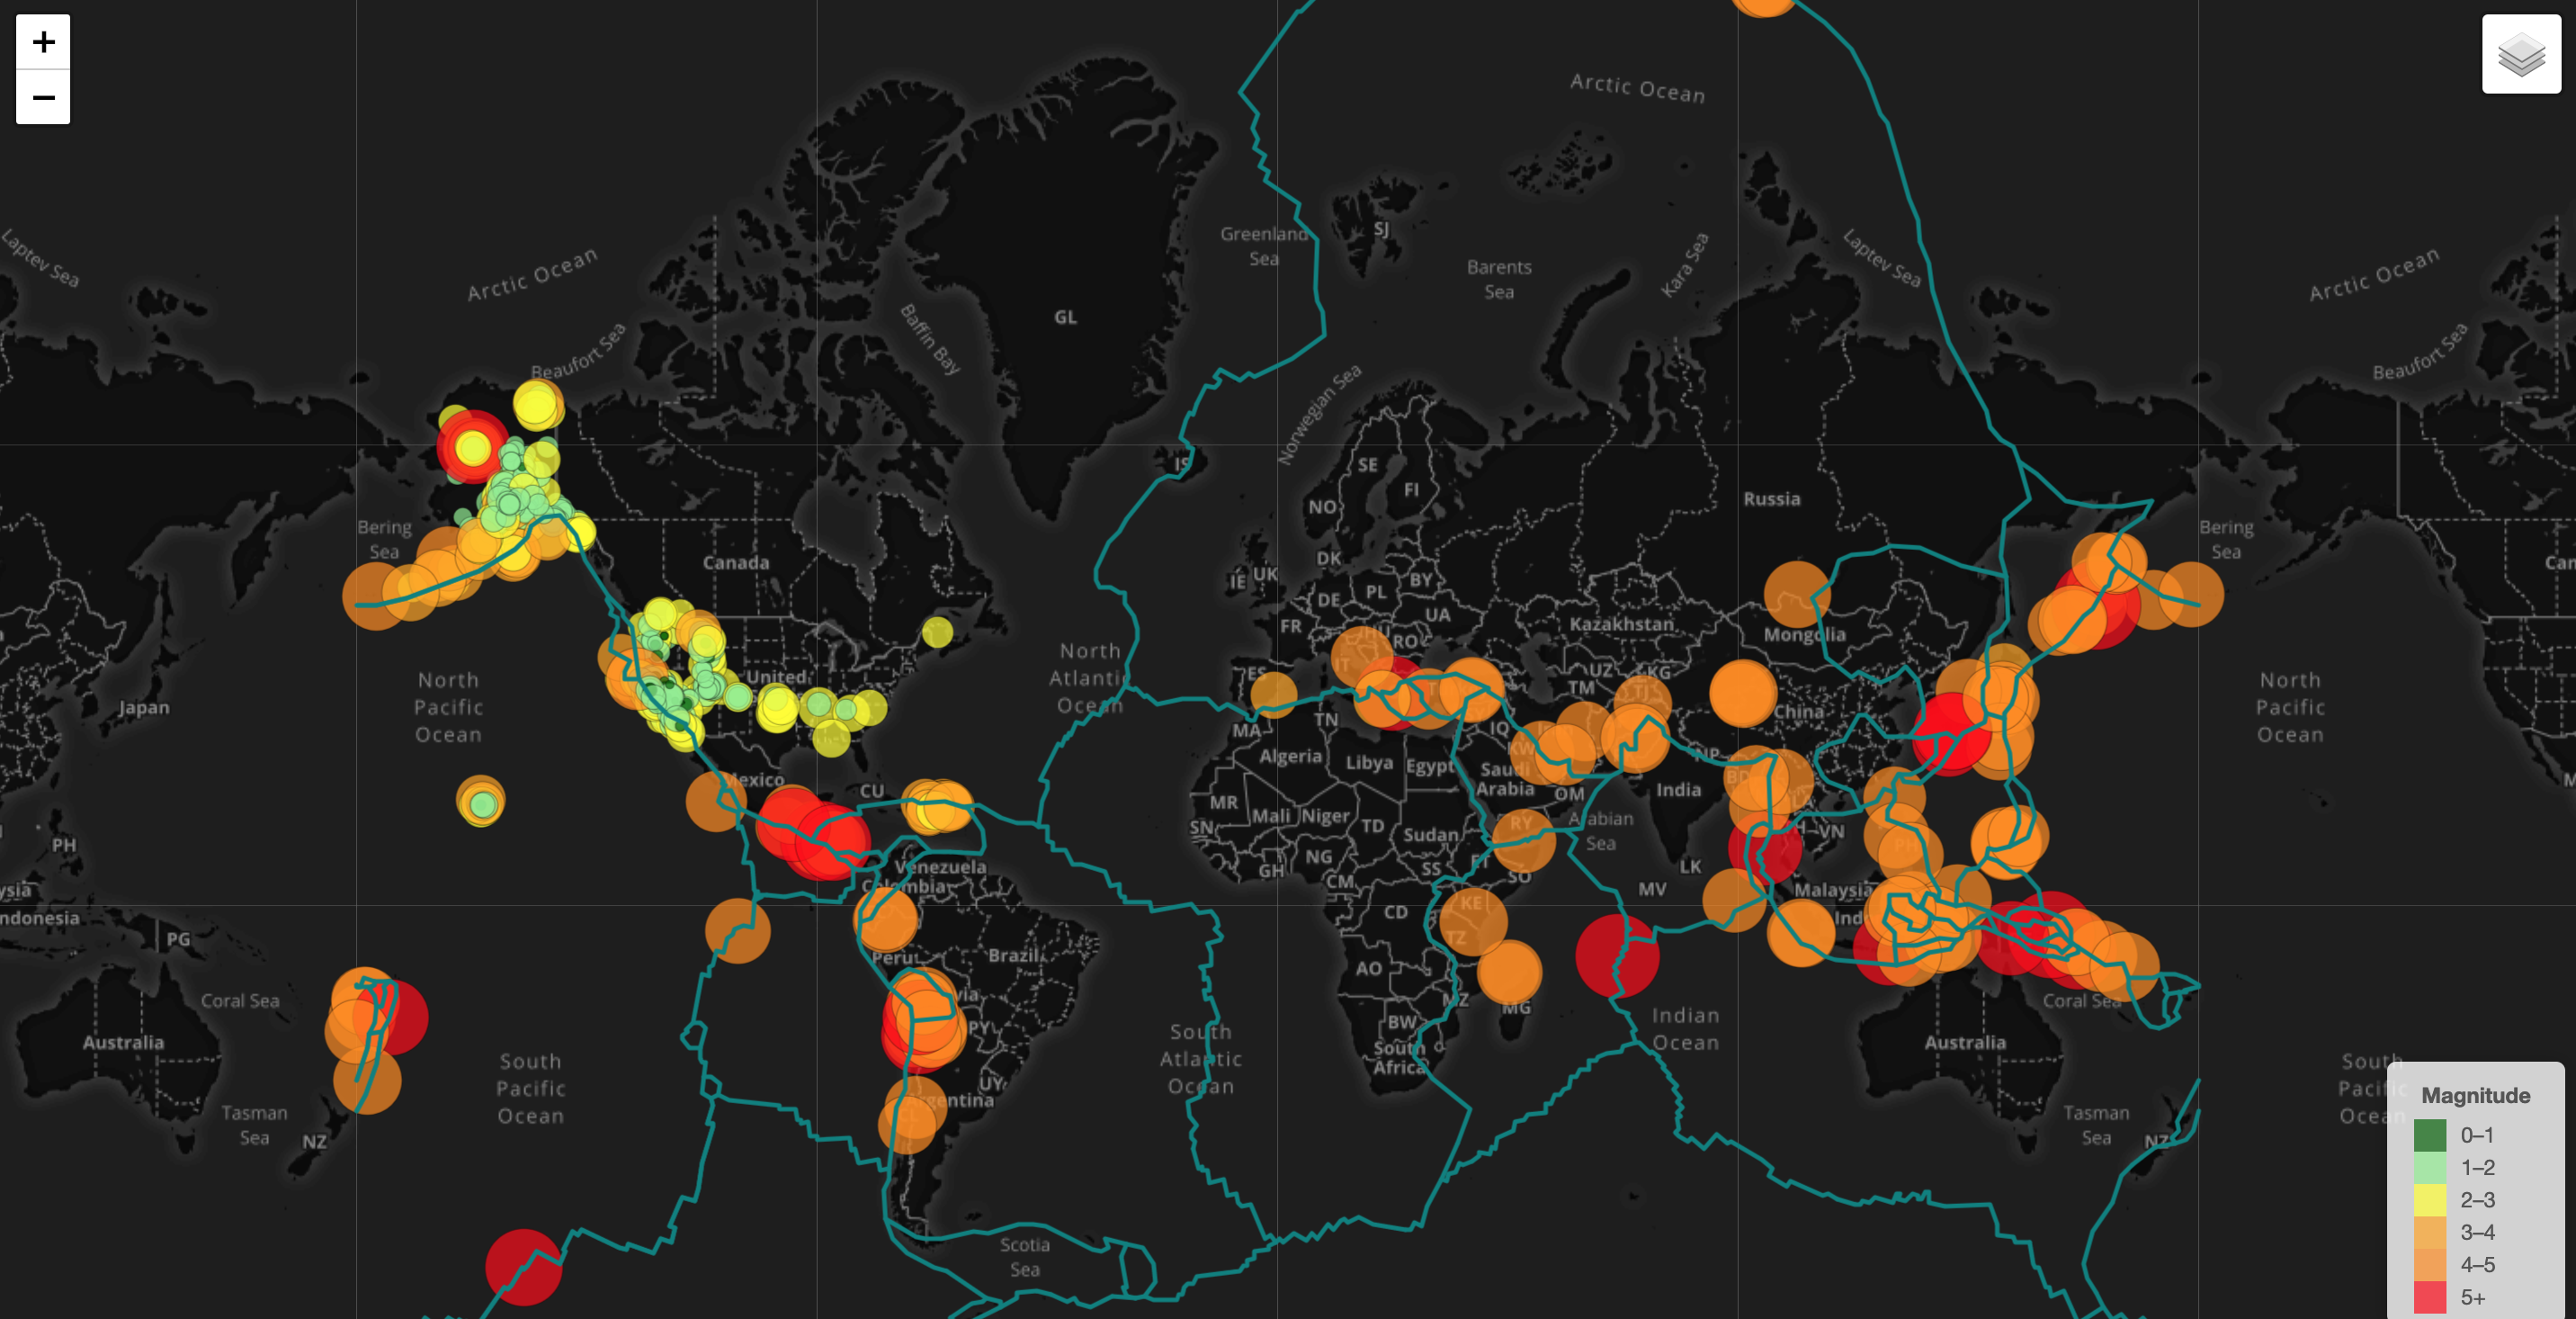 +
−
Arctic Ocean
Laptev Sea
Arctic Ocean
Beaufort Sea
Baffin Bay
GL
Greenland
Sea
SJ
Barents
Sea
Kara Sea
Laptev Sea
Arctic Ocean
Beaufort Sea
Norwegian Sea
IS
SE
FI
NO
Russia
Bering
Sea
Bering
Sea
Canada
Can
DK
IE
UK
BY
DE
PL
UA
FR
RO
Kazakhstan
Mongolia
North
Pacific
Ocean
North
Atlantic
Ocean
United
ES
IT
UZ
KG
TM
TJ
Japan
China
North
Pacific
Ocean
TN
MA
IQ
Algeria
Libya
Egypt
KW
Saudi
Arabia
NP
BD
Mexico
CU
OM
India
LA
MR
Mali
Niger
TD
Sudan
RY
Arabian
Sea
VN
PH
SN
PH
NG
GH
CM
SS
ET
SO
LK
MV
Venezuela
Colombia
Malaysia
ysia
ndonesia
PG
CD
KE
TZ
Ind
Peru
Brazil
AO
MZ
MG
Coral Sea
Coral Sea
via
PY
BW
South
Africa
Indian
Ocean
Australia
Australia
South
Pacific
Ocean
South
Atlantic
Ocean
South
Pacific
Ocean
UY
rgentina
CL
Tasman
Sea
NZ
Tasman
Sea
NZ
Scotia
Sea
Magnitude
0–1
1–2
2–3
3–4
4–5
5+